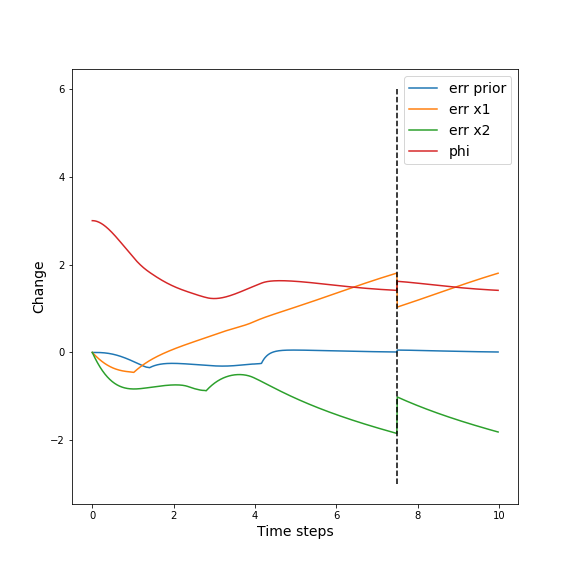 err prior
err x1
err x2
phi
6
4
2
0
−2
Change
0 2 4 6 8 10
Time steps